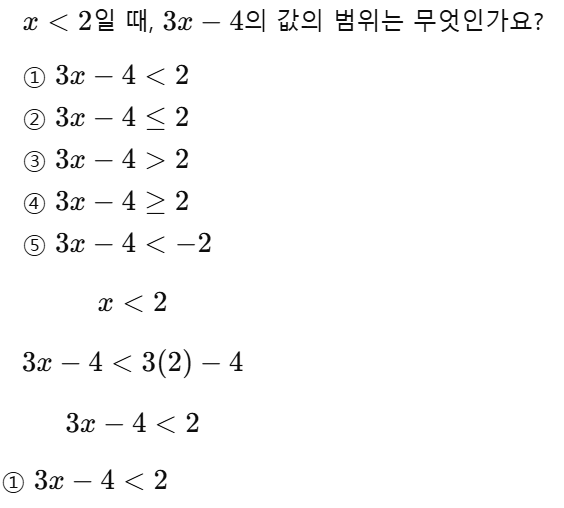 x < 2일 때, 3x − 4의 값의 범위는 무엇인가요?
① 3x − 4 < 2
② 3x − 4 ≤ 2
③ 3x − 4 > 2
④ 3x − 4 ≥ 2
⑤ 3x − 4 < −2
x < 2
3x − 4 < 3(2) − 4
3x − 4 < 2
① 3x − 4 < 2